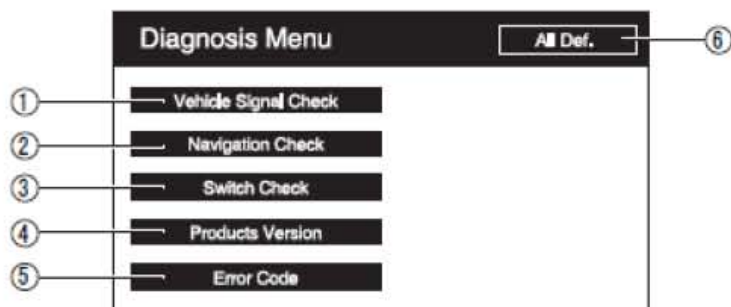 Diagnosis Menu
All Def.
⑥
① Vehicle Signal Check
② Navigation Check
③ Switch Check
④ Products Version
⑤ Error Code